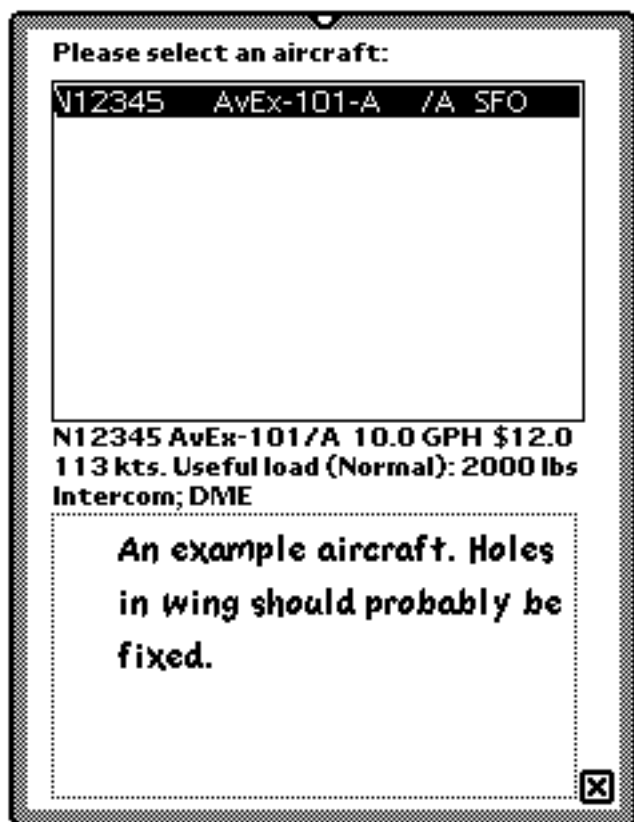 Please select an aircraft:
N12345 AvEx-101-A /A SFO
N12345 AvEx-101/A 10.0 GPH $12.0
113 kts. Useful load (Normal): 2000 lbs
Intercom; DME
An example aircraft. Holes
in wing should probably be
fixed.